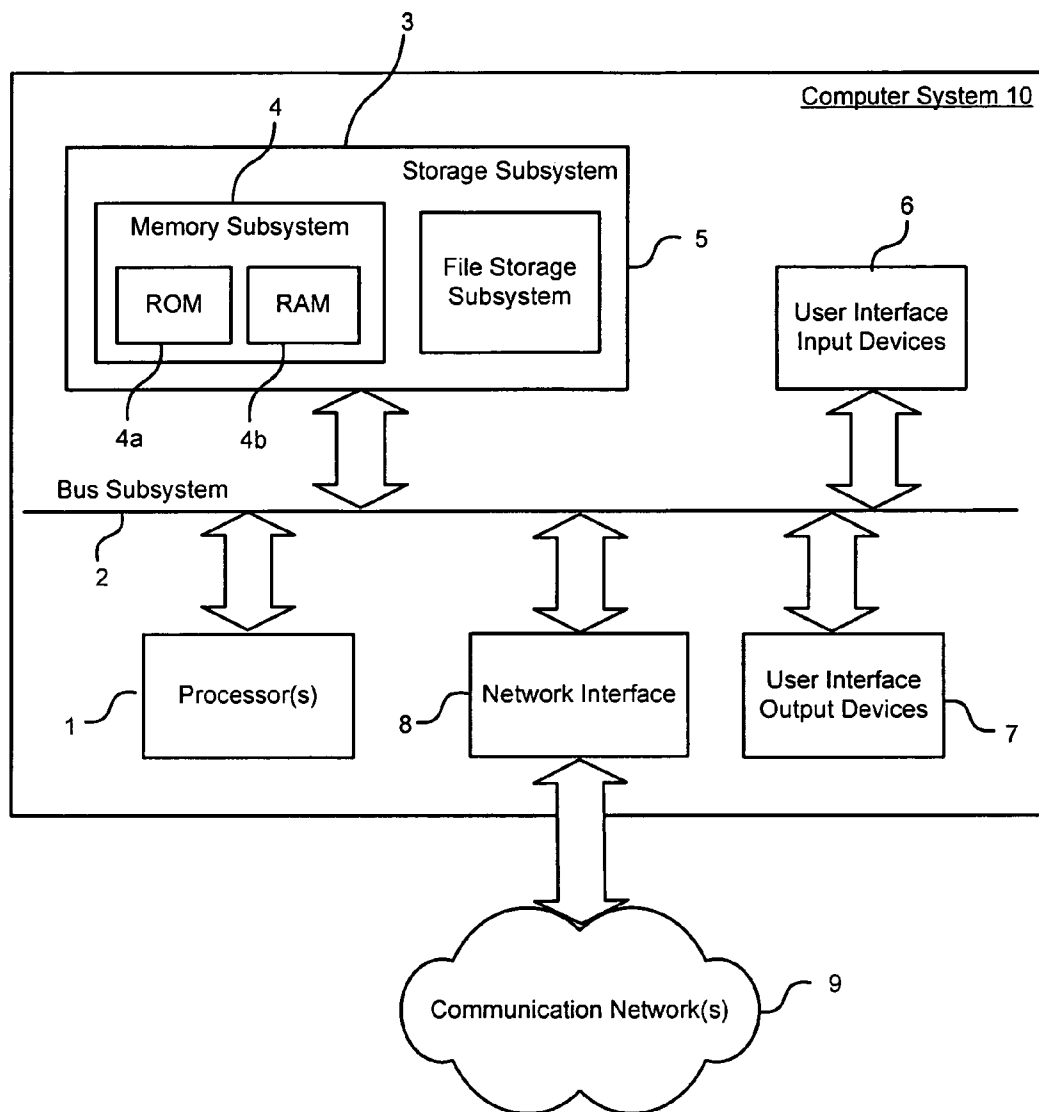 3
Computer System 10
4
Storage Subsystem
Memory Subsystem
ROM
RAM
File Storage
Subsystem
5
6
User Interface
Input Devices
4a
4b
Bus Subsystem
2
Processor(s)
1
Network Interface
8
User Interface
Output Devices
7
Communication Network(s)
9